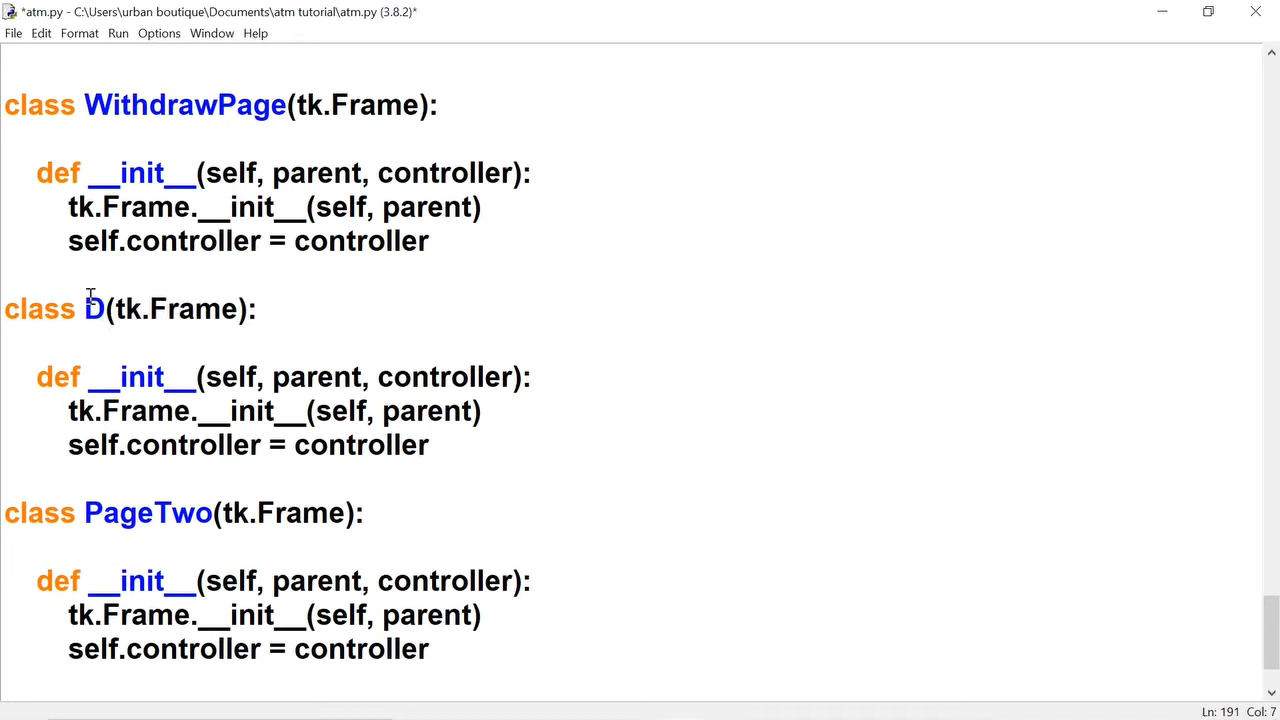 *atm.py - C:\Users\urban boutique\Documents\atm tutorial\atm.py (3.8.2)*
File Edit Format Run Options Window Help
class WithdrawPage(tk.Frame):
def __init__(self, parent, controller):
tk.Frame.__init__(self, parent)
self.controller = controller
class D(tk.Frame):
def __init__(self, parent, controller):
tk.Frame.__init__(self, parent)
self.controller = controller
class PageTwo(tk.Frame):
def __init__(self, parent, controller):
tk.Frame.__init__(self, parent)
self.controller = controller
Ln: 191 Col: 7